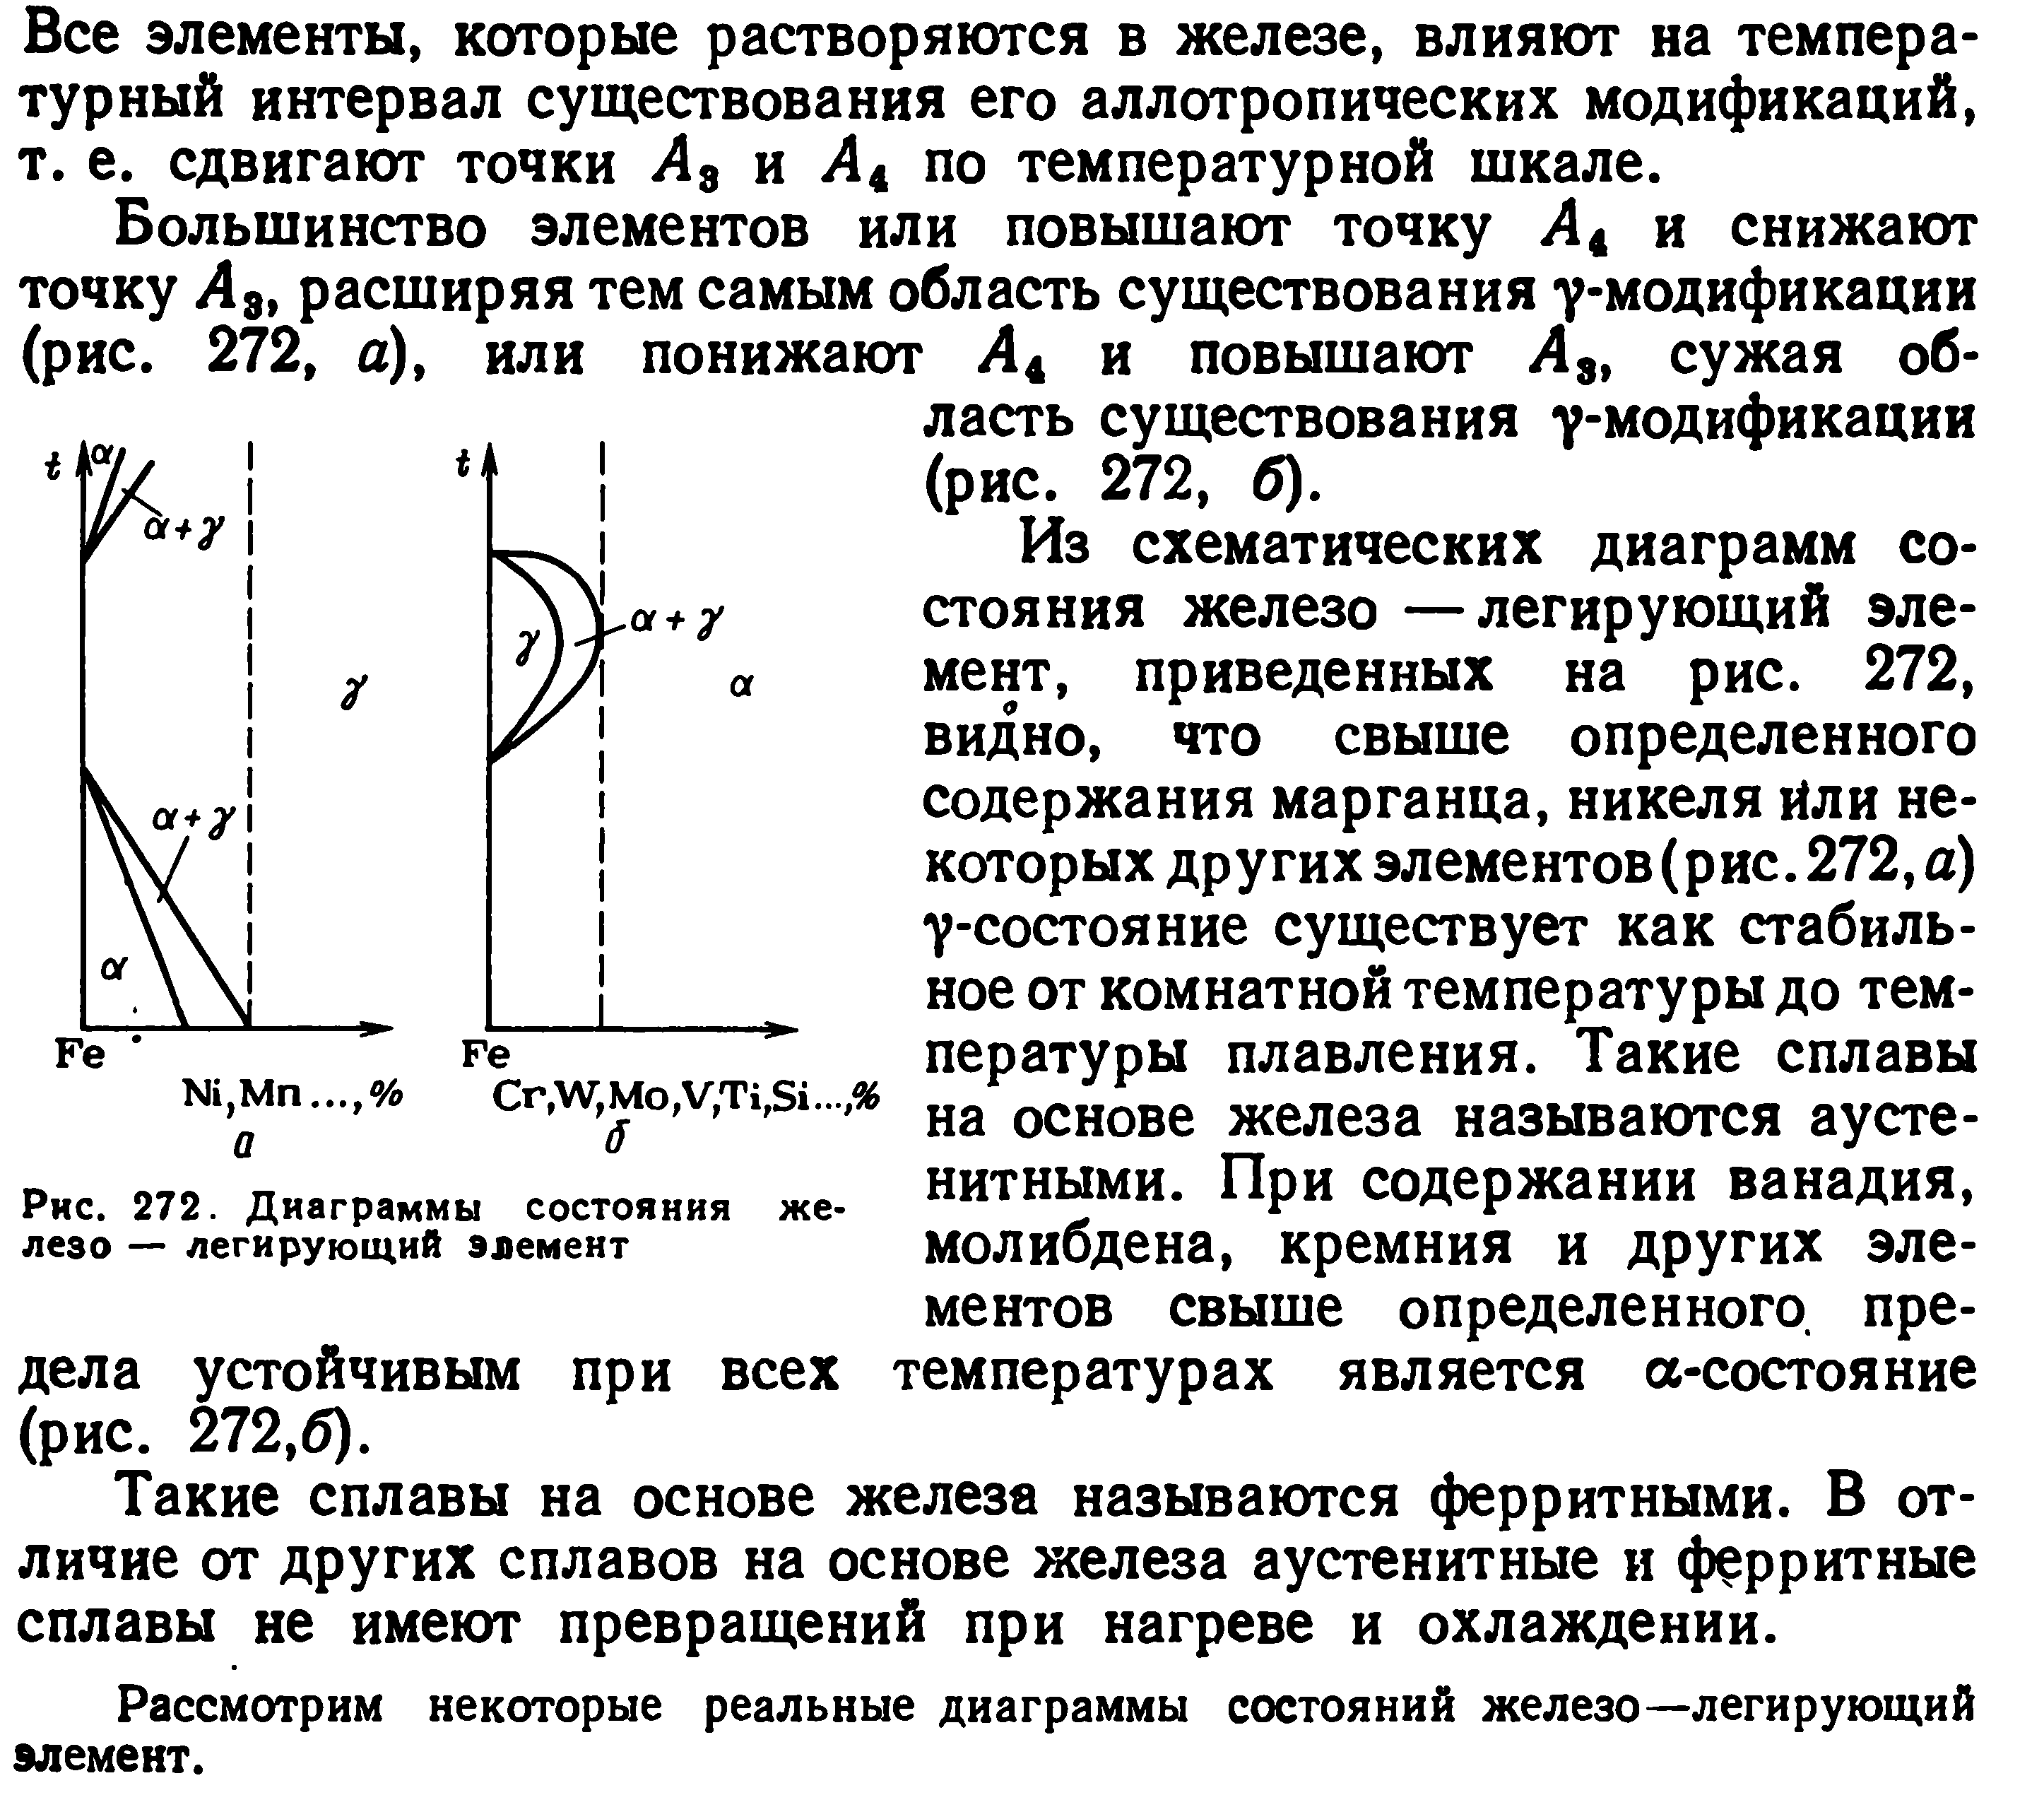 Все элементы, которые растворяются в железе, влияют на темпера-
турный интервал существования его аллотропических модификаций,
т. е. сдвигают точки A₃ и A₄ по температурной шкале.
Большинство элементов или повышают точку A₄ и снижают
точку A₃, расширяя тем самым область существования γ-модификации
(рис. 272, а), или понижают A₄ и повышают A₃, сужая об-
ласть существования γ-модификации
(рис. 272, б).
Из схематических диаграмм со-
стояния железо — легирующий эле-
мент, приведенных на рис. 272,
видно, что свыше определенного
содержания марганца, никеля или не-
которых других элементов (рис. 272, а)
γ-состояние существует как стабиль-
ное от комнатной температуры до тем-
пературы плавления. Такие сплавы
на основе железа называются аусте-
нитными. При содержании ванадия,
молибдена, кремния и других эле-
ментов свыше определенного пре-
t
α
α + γ
γ
α + γ
α
Fe
Ni, Mn ..., %
а
t
γ
α + γ
α
Fe
Cr, W, Mo, V, Ti, Si ..., %
б
Рис. 272. Диаграммы состояния же-
лезо — легирующий элемент
дела устойчивым при всех температурах является α-состояние
(рис. 272,б).
Такие сплавы на основе железа называются ферритными. В от-
личие от других сплавов на основе железа аустенитные и ферритные
сплавы не имеют превращений при нагреве и охлаждении.
Рассмотрим некоторые реальные диаграммы состояний железо—легирующий
элемент.